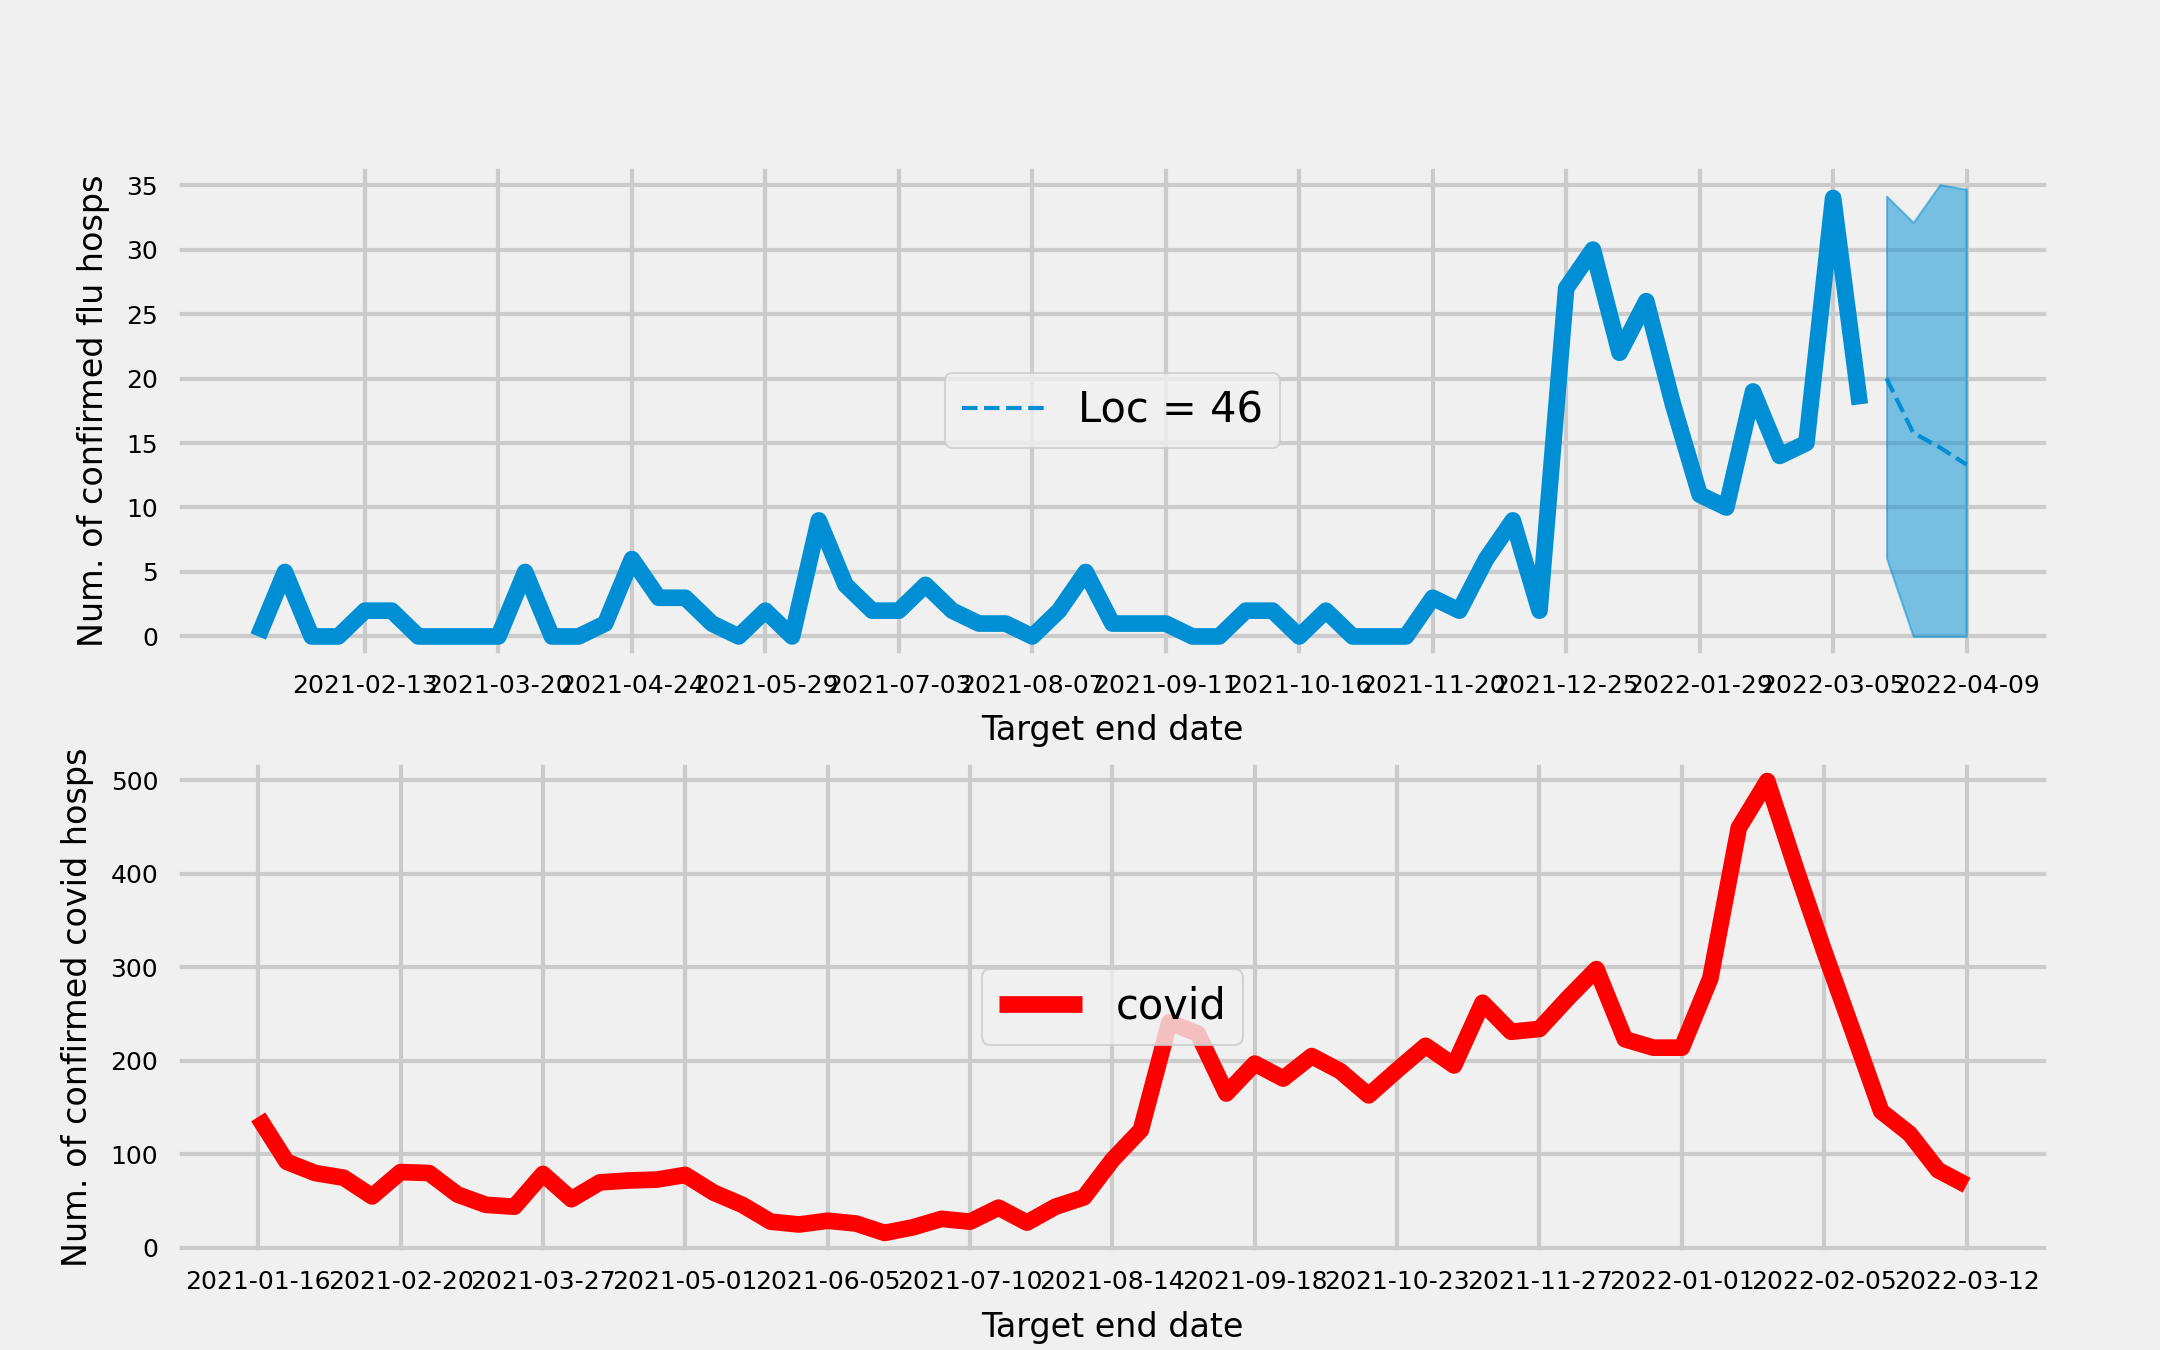 Num. of confirmed flu hosps
35
30
25
20
15
10
5
0
Loc = 46
2021-02-13 2021-03-20 2021-04-24 2021-05-29 2021-07-03 2021-08-07 2021-09-11 2021-10-16 2021-11-20 2021-12-25 2022-01-29 2022-03-05 2022-04-09
Target end date
Num. of confirmed covid hosps
500
400
300
200
100
0
covid
2021-01-16 2021-02-20 2021-03-27 2021-05-01 2021-06-05 2021-07-10 2021-08-14 2021-09-18 2021-10-23 2021-11-27 2022-01-01 2022-02-05 2022-03-12
Target end date